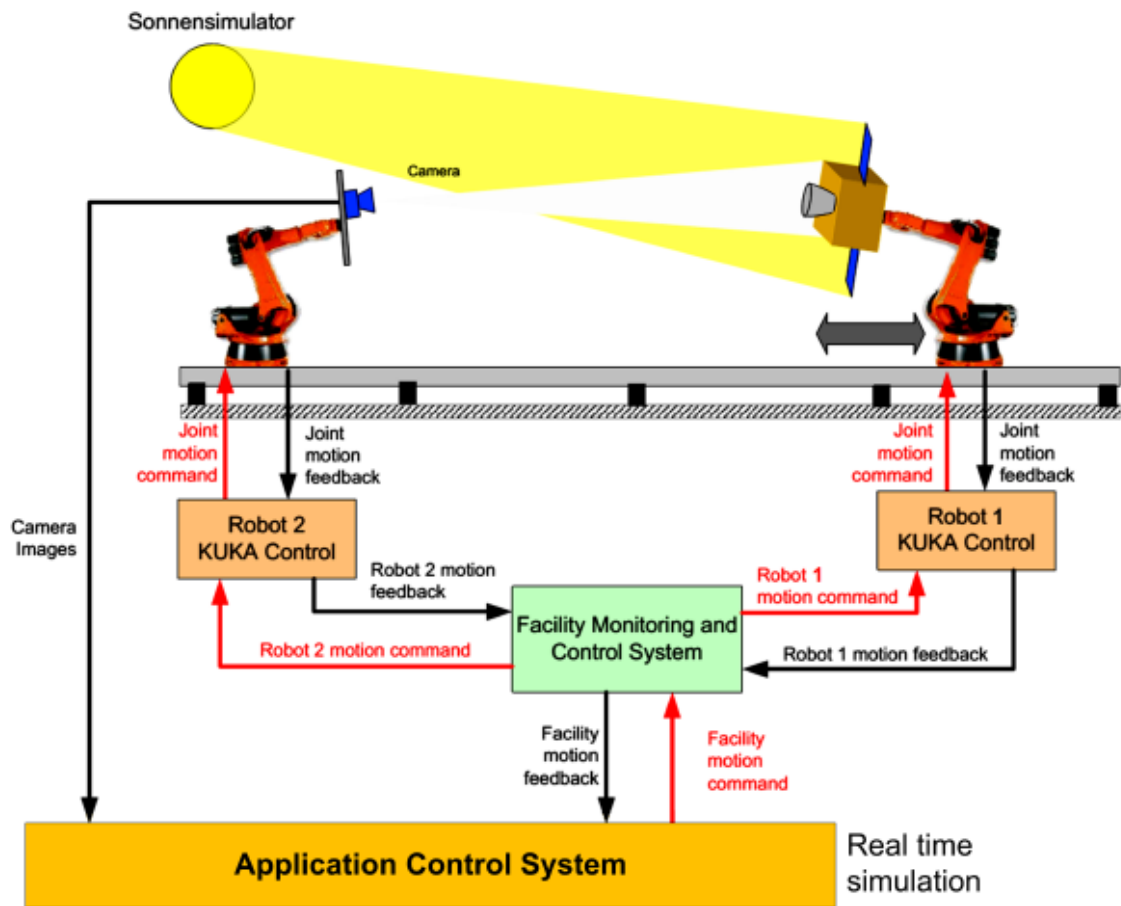 Sonnensimulator
Camera
Joint
motion
command
Joint
motion
feedback
Joint
motion
command
Joint
motion
feedback
Camera
Images
Robot 2
KUKA Control
Robot 1
KUKA Control
Robot 2 motion
feedback
Robot 1
motion command
Facility Monitoring and
Control System
Robot 2 motion command
Robot 1 motion feedback
Facility
motion
feedback
Facility
motion
command
Application Control System
Real time
simulation